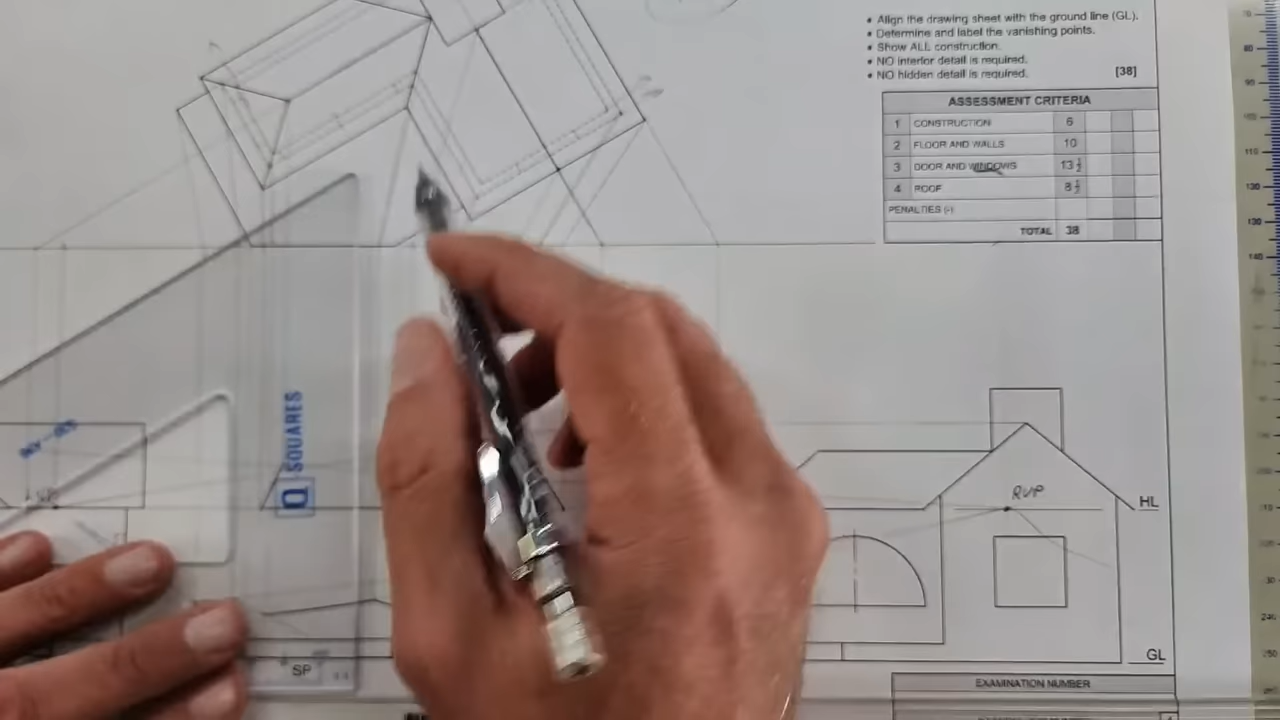 • Align the drawing sheet with the ground line (GL).
• Determine and label the vanishing points.
• Show ALL construction.
• NO interior detail is required.
• NO hidden detail is required. [38]
ASSESSMENT CRITERIA
1 CONSTRUCTION 6
2 FLOOR AND WALLS 10
3 DOOR AND WINDOWS 13 ½
4 ROOF 8 ½
PENALTIES (-)
TOTAL 38
SQUARES
RVP
HL
GL
SP
EXAMINATION NUMBER